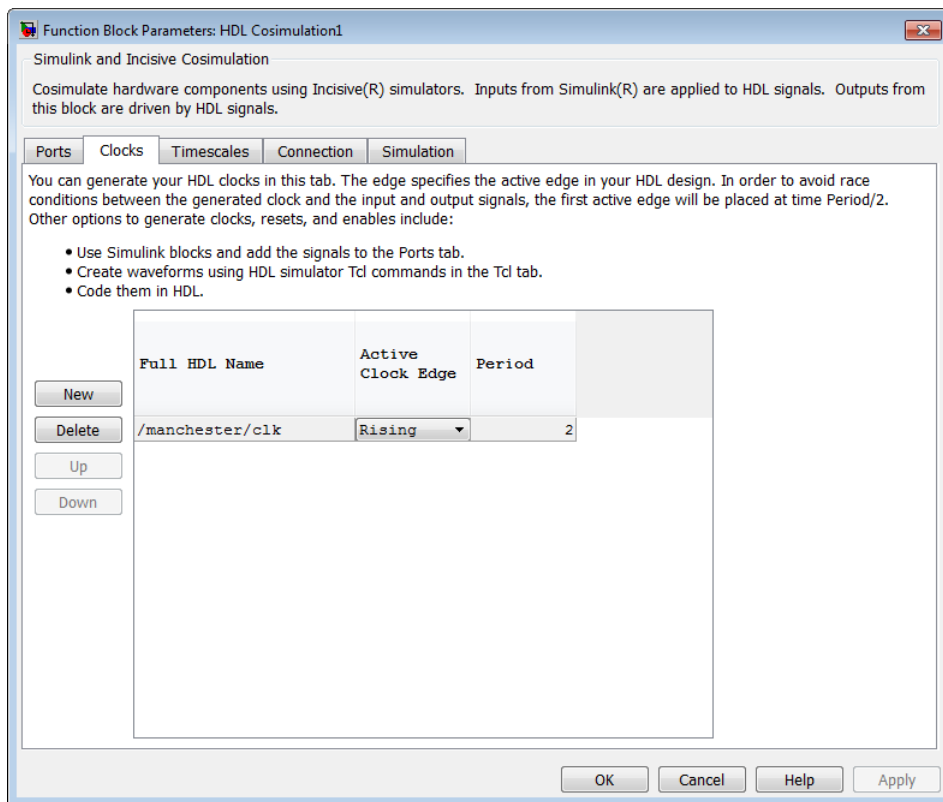 Function Block Parameters: HDL Cosimulation1
Simulink and Incisive Cosimulation
Cosimulate hardware components using Incisive(R) simulators. Inputs from Simulink(R) are applied to HDL signals. Outputs from
this block are driven by HDL signals.
Ports Clocks Timescales Connection Simulation
You can generate your HDL clocks in this tab. The edge specifies the active edge in your HDL design. In order to avoid race
conditions between the generated clock and the input and output signals, the first active edge will be placed at time Period/2.
Other options to generate clocks, resets, and enables include:
• Use Simulink blocks and add the signals to the Ports tab.
• Create waveforms using HDL simulator Tcl commands in the Tcl tab.
• Code them in HDL.
Full HDL Name Active Clock Edge Period
New
Delete /manchester/clk Rising 2
Up
Down
OK Cancel Help Apply